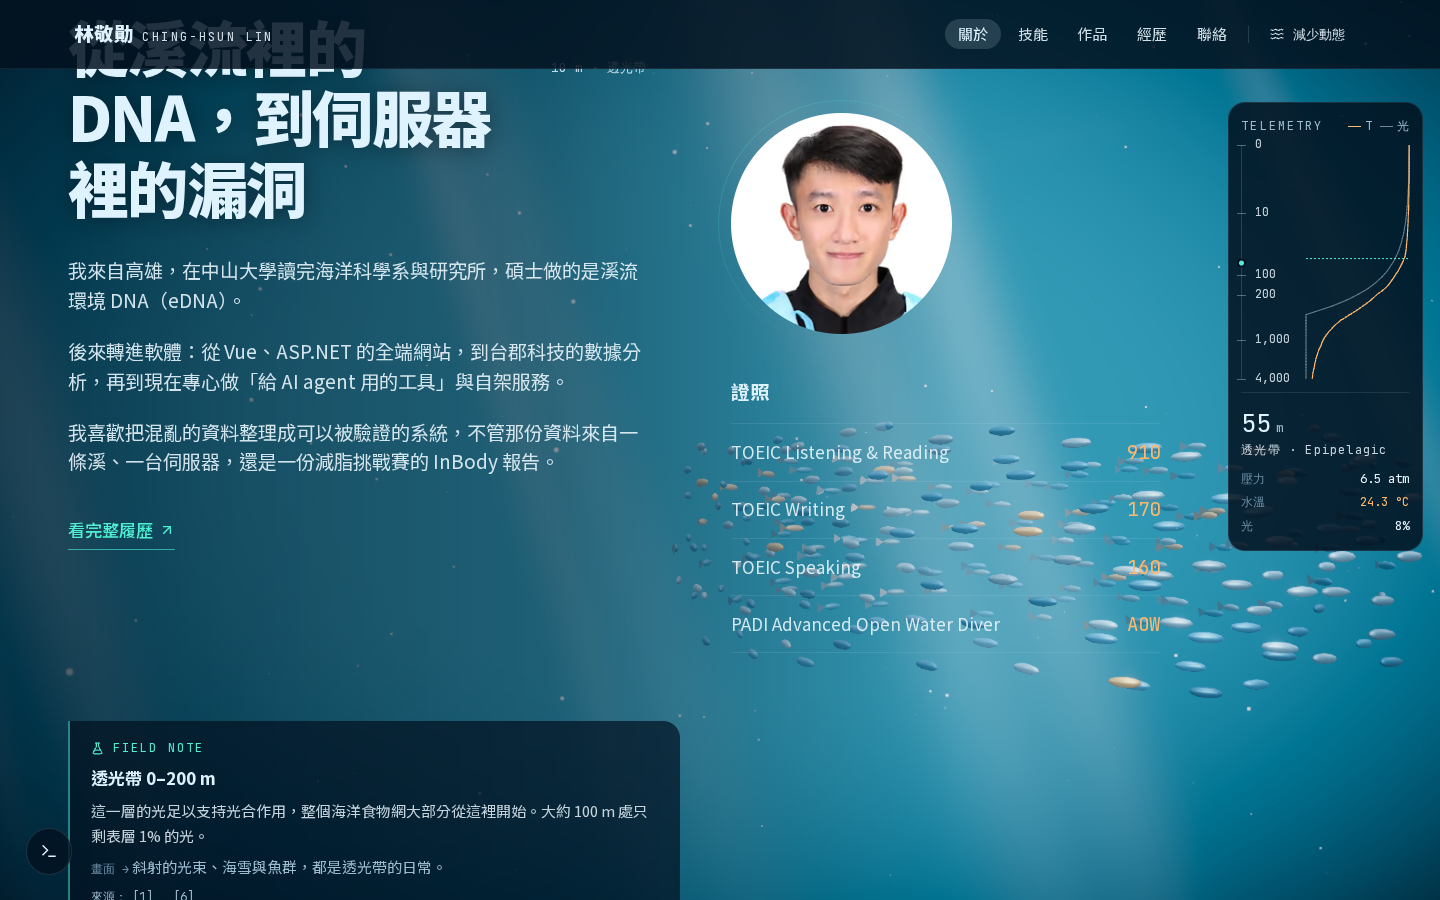 林敬勛 CHING-HSUN LIN
關於 技能 作品 經歷 聯絡 減少動態
從溪流裡的
DNA，到伺服器
裡的漏洞
10 m · 透光帶
我來自高雄，在中山大學讀完海洋科學系與研究所，碩士做的是溪流
環境 DNA（eDNA）。
後來轉進軟體：從 Vue、ASP.NET 的全端網站，到台郡科技的數據分
析，再到現在專心做「給 AI agent 用的工具」與自架服務。
我喜歡把混亂的資料整理成可以被驗證的系統，不管那份資料來自一
條溪、一台伺服器，還是一份減脂挑戰賽的 InBody 報告。
看完整履歷
證照
TOEIC Listening & Reading 910
TOEIC Writing 170
TOEIC Speaking 160
PADI Advanced Open Water Diver AOW
TELEMETRY T 光
0
10
100
200
1,000
4,000
55 m
透光帶 · Epipelagic
壓力 6.5 atm
水溫 24.3 °C
光 8%
FIELD NOTE
透光帶 0–200 m
這一層的光足以支持光合作用，整個海洋食物網大部分從這裡開始。大約 100 m 處只
剩表層 1% 的光。
畫面 → 斜射的光束、海雪與魚群，都是透光帶的日常。
來源： [1] [6]